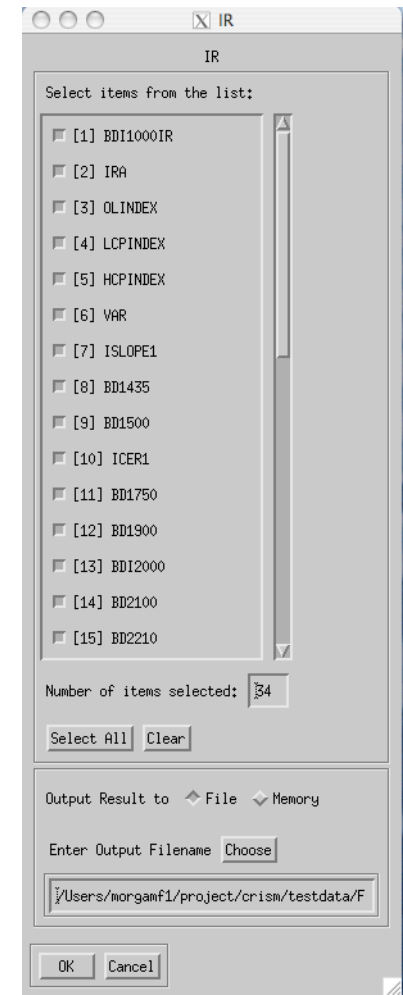 X IR
IR
Select items from the list:
[1] BDI1000IR
[2] IRA
[3] OLINDEX
[4] LCPINDEX
[5] HCPINDEX
[6] VAR
[7] ISLOPE1
[8] BD1435
[9] BD1500
[10] ICER1
[11] BD1750
[12] BD1900
[13] BDI2000
[14] BD2100
[15] BD2210
Number of items selected: 34
Select All Clear
Output Result to File Memory
Enter Output Filename Choose
/Users/morgamf1/project/crism/testdata/F
OK Cancel